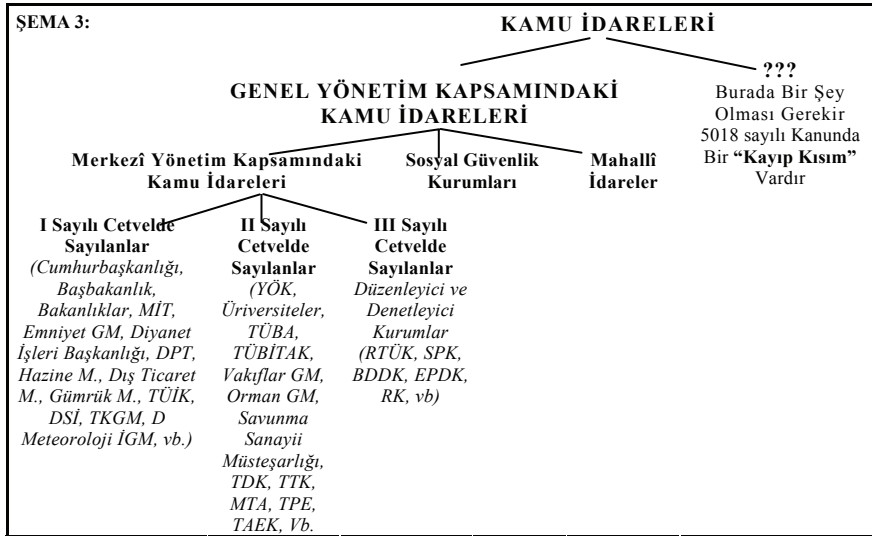 ŞEMA 3:
KAMU İDARELERİ
GENEL YÖNETİM KAPSAMINDAKİ
KAMU İDARELERİ
???
Burada Bir Şey
Olması Gerekir
5018 sayılı Kanunda
Bir “Kayıp Kısım”
Vardır
Merkezî Yönetim Kapsamındaki
Kamu İdareleri
Sosyal Güvenlik
Kurumları
Mahallî
İdareler
I Sayılı Cetvelde
Sayılanlar
(Cumhurbaşkanlığı,
Başbakanlık,
Bakanlıklar, MİT,
Emniyet GM, Diyanet
İşleri Başkanlığı, DPT,
Hazine M., Dış Ticaret
M., Gümrük M., TÜİK,
DSİ, TKGM, D
Meteoroloji İGM, vb.)
II Sayılı
Cetvelde
Sayılanlar
(YÖK,
Üriversiteler,
TÜBA,
TÜBİTAK,
Vakıflar GM,
Orman GM,
Savunma
Sanayii
Müsteşarlığı,
TDK, TTK,
MTA, TPE,
TAEK, Vb.
III Sayılı
Cetvelde
Sayılanlar
Düzenleyici ve
Denetleyici
Kurumlar
(RTÜK, SPK,
BDDK, EPDK,
RK, vb)